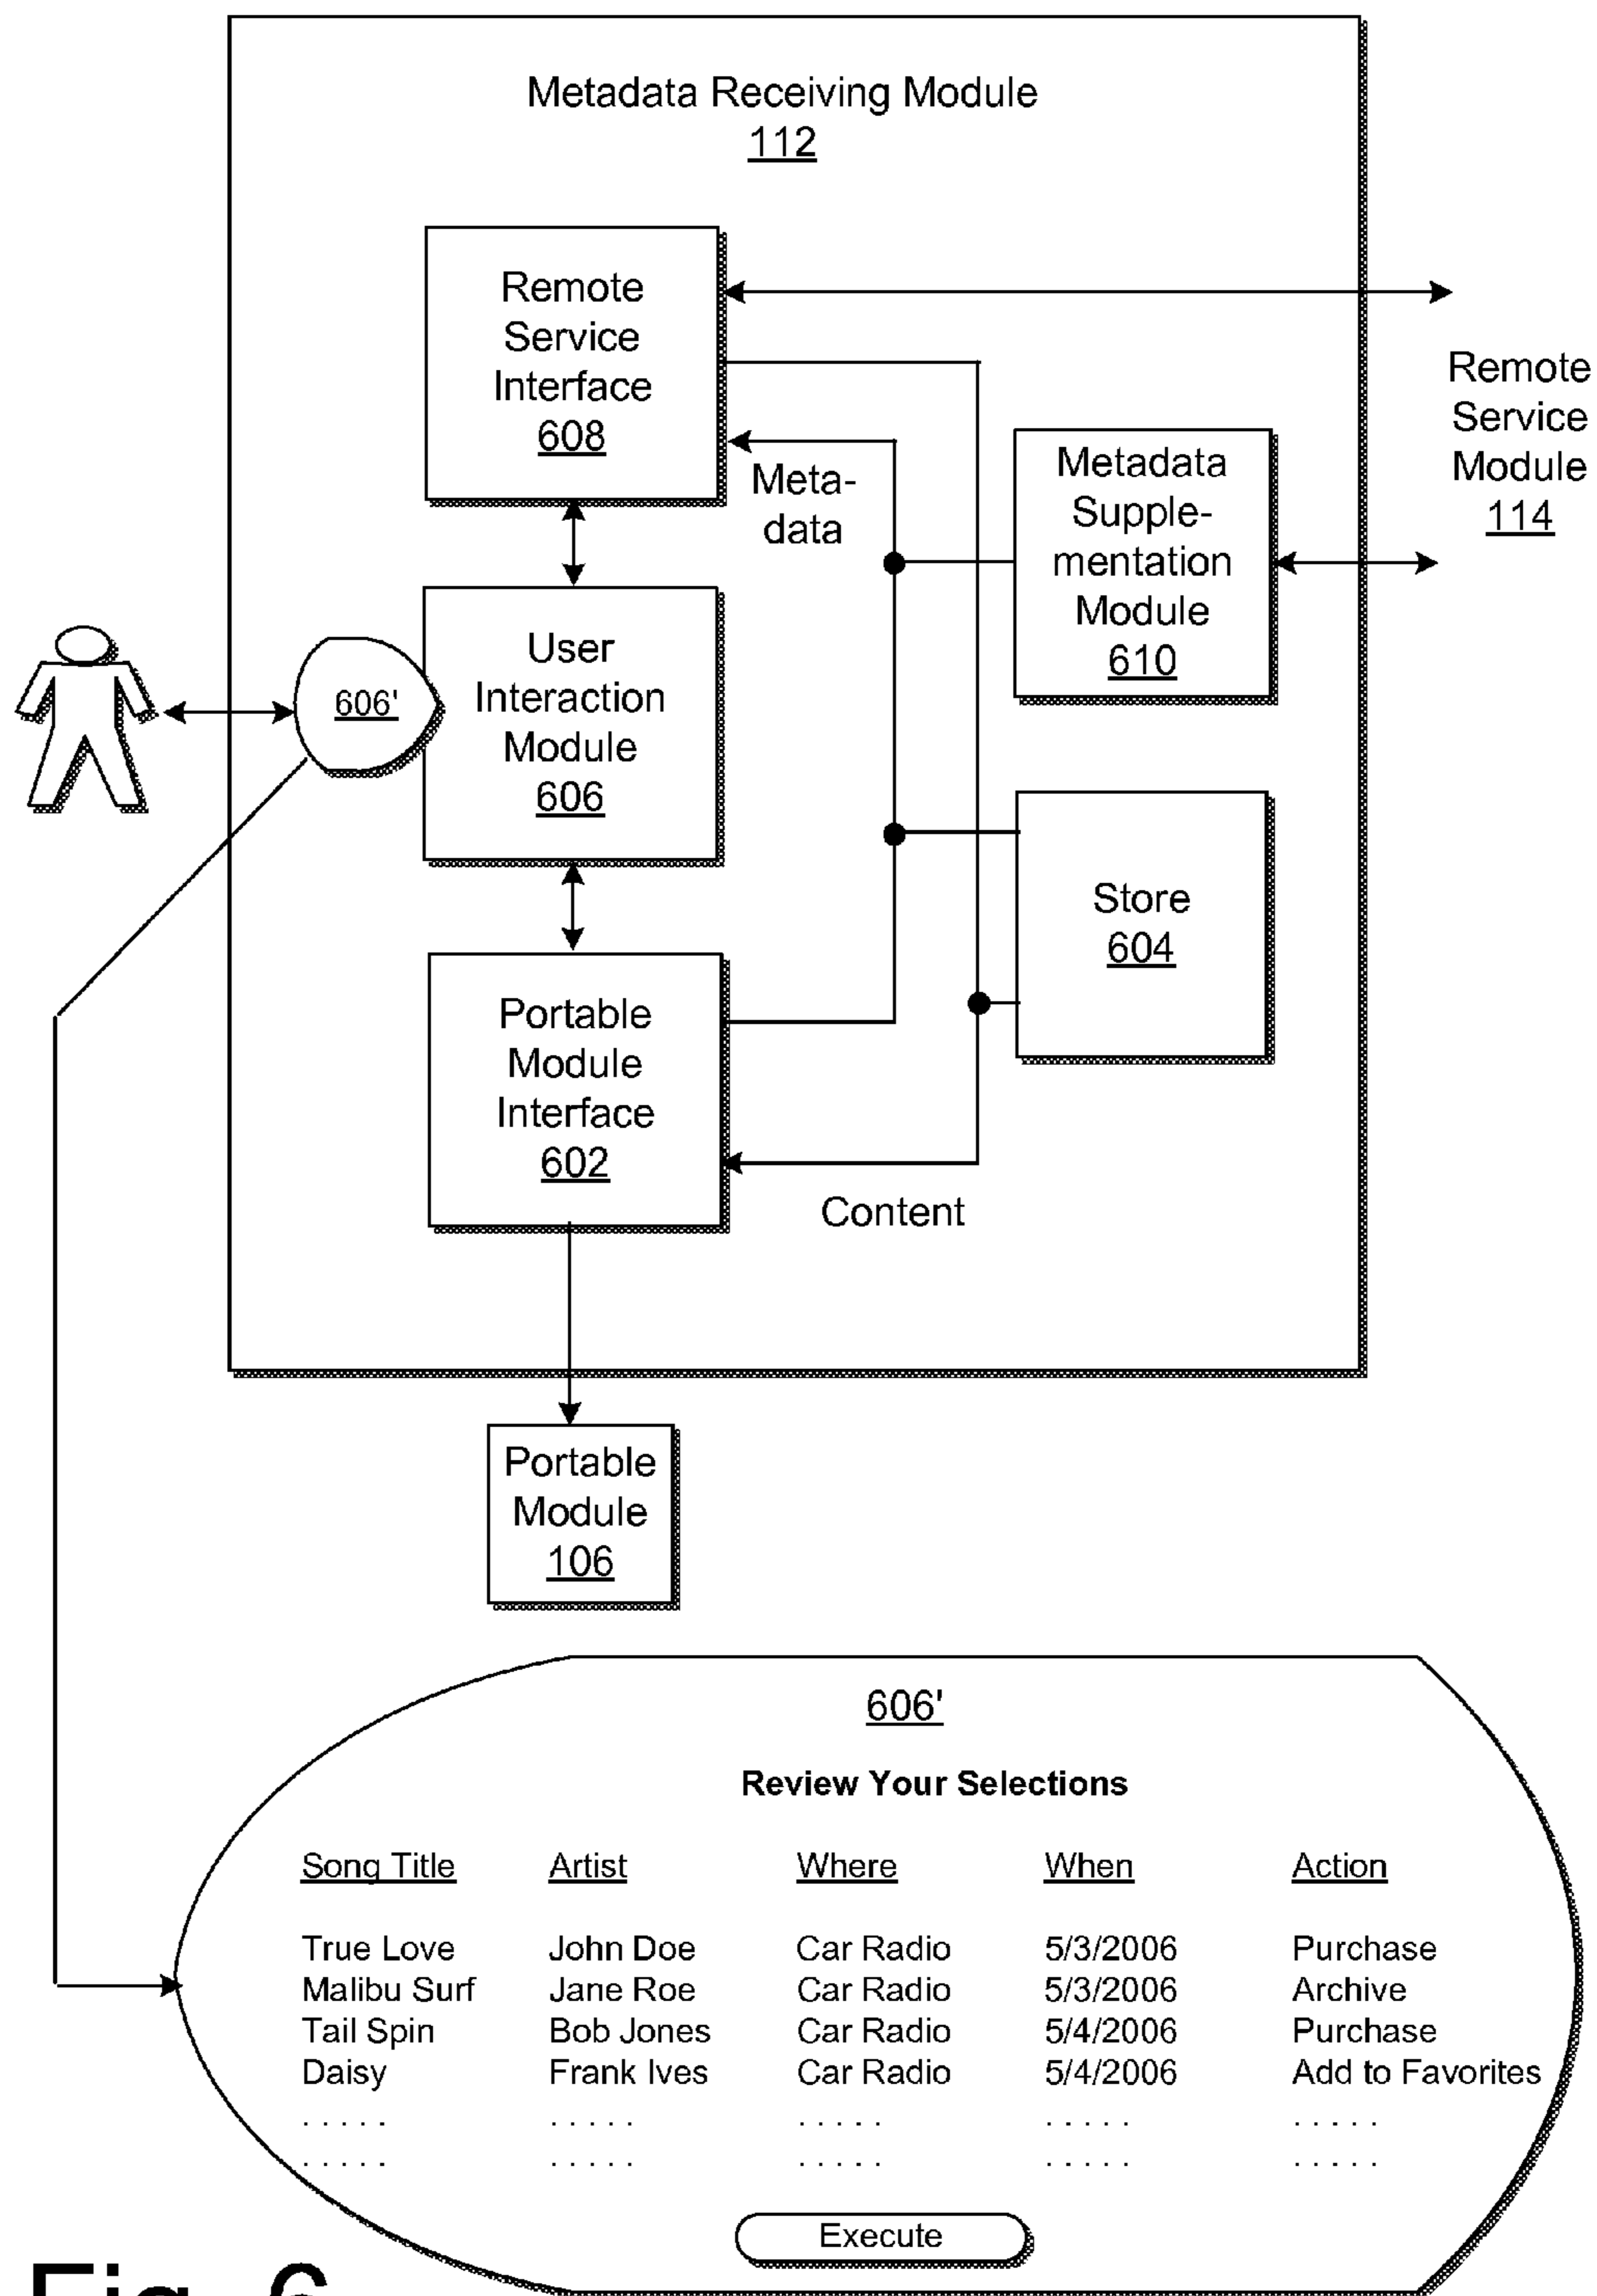 Metadata Receiving Module
112
Remote
Service
Interface
608
Remote
Service
Module
114
Meta-
data
Metadata
Supple-
mentation
Module
610
User
Interaction
Module
606
606'
Store
604
Portable
Module
Interface
602
Content
Portable
Module
106
606'
Review Your Selections
Song Title Artist Where When Action
True Love John Doe Car Radio 5/3/2006 Purchase
Malibu Surf Jane Roe Car Radio 5/3/2006 Archive
Tail Spin Bob Jones Car Radio 5/4/2006 Purchase
Daisy Frank Ives Car Radio 5/4/2006 Add to Favorites
. . . . . . . . . . . . . . . . . . . . . . . . .
. . . . . . . . . . . . . . . . . . . . . . . . .
Execute
Fig. 6